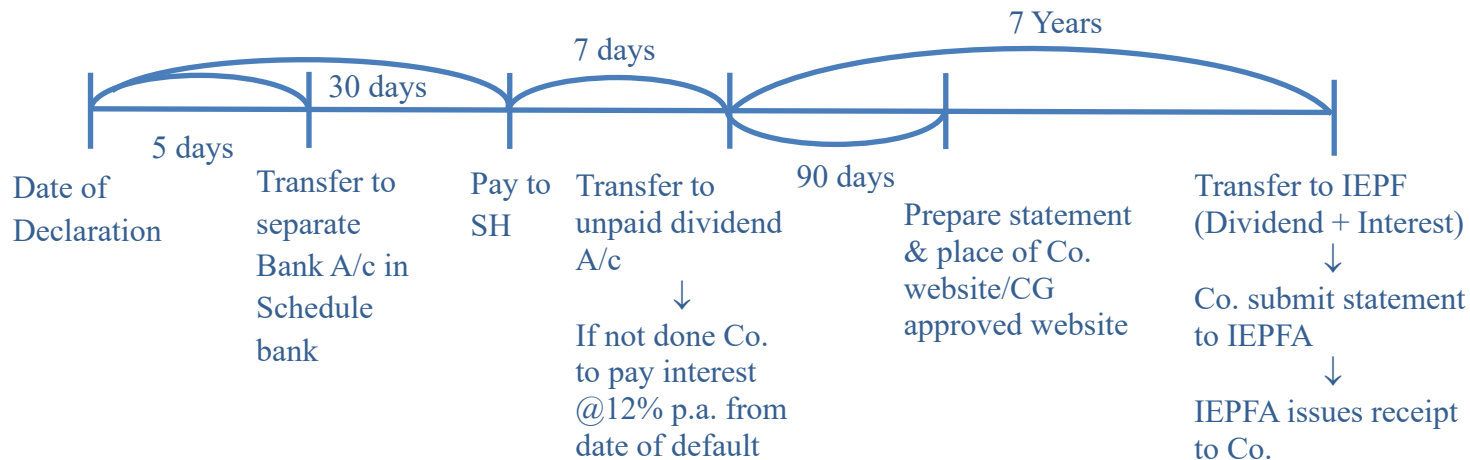 7 Years
7 days
30 days
5 days
90 days
Date of
Declaration
Transfer to
separate
Bank A/c in
Schedule
bank
Pay to
SH
Transfer to
unpaid dividend
A/c
↓
If not done Co.
to pay interest
@12% p.a. from
date of default
Prepare statement
& place of Co.
website/CG
approved website
Transfer to IEPF
(Dividend + Interest)
↓
Co. submit statement
to IEPFA
↓
IEPFA issues receipt
to Co.